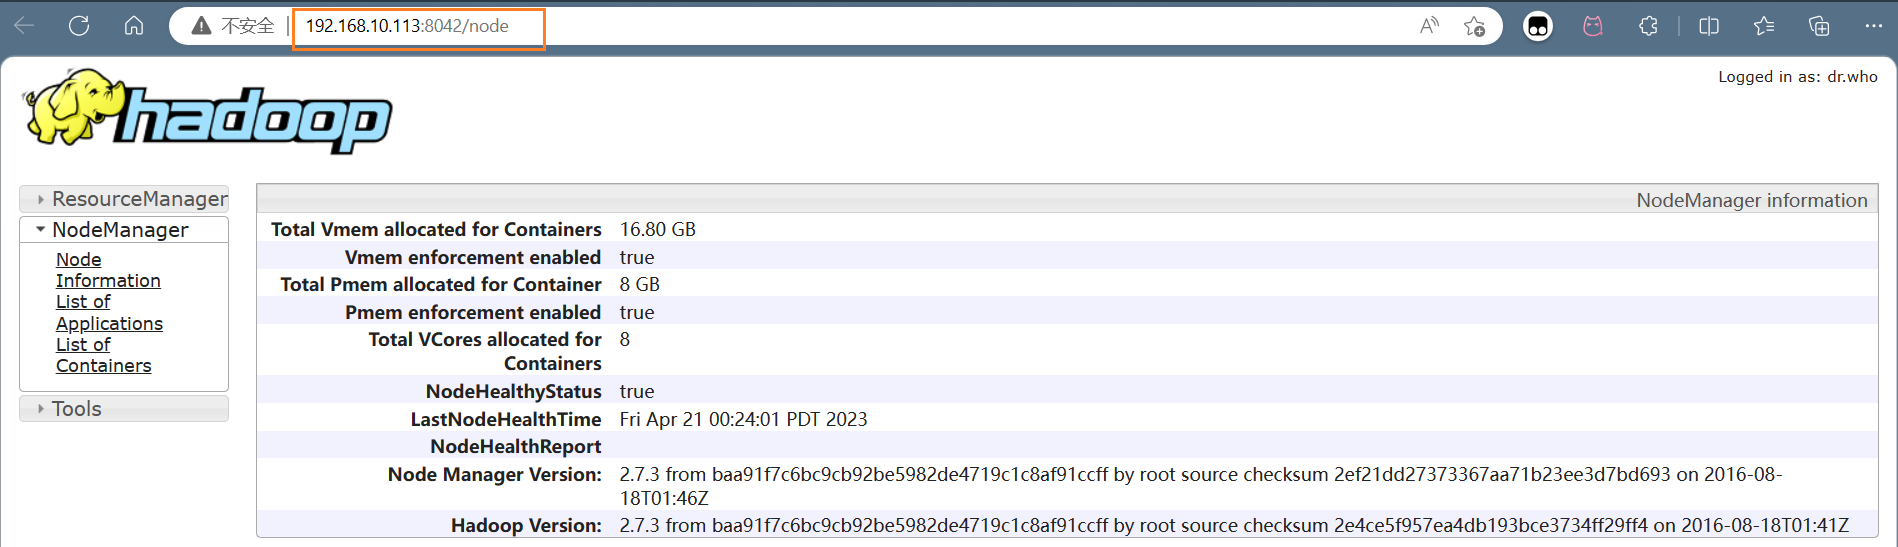 不安全 192.168.10.113:8042/node
Logged in as: dr.who
hadoop
ResourceManager
NodeManager
Node
Information
List of
Applications
List of
Containers
Tools
NodeManager information
Total Vmem allocated for Containers 16.80 GB
Vmem enforcement enabled true
Total Pmem allocated for Container 8 GB
Pmem enforcement enabled true
Total VCores allocated for 8
Containers
NodeHealthyStatus true
LastNodeHealthTime Fri Apr 21 00:24:01 PDT 2023
NodeHealthReport
Node Manager Version: 2.7.3 from baa91f7c6bc9cb92be5982de4719c1c8af91ccff by root source checksum 2ef21dd27373367aa71b23ee3d7bd693 on 2016-08-
18T01:46Z
Hadoop Version: 2.7.3 from baa91f7c6bc9cb92be5982de4719c1c8af91ccff by root source checksum 2e4ce5f957ea4db193bce3734ff29ff4 on 2016-08-18T01:41Z